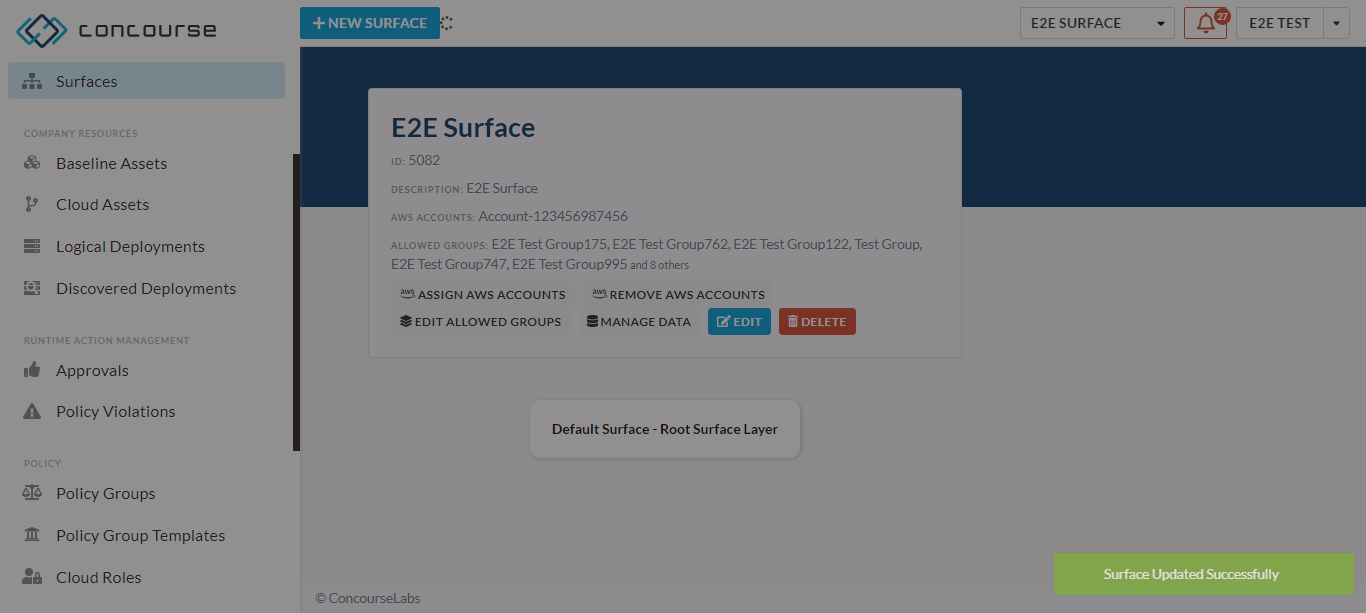 concourse
NEW SURFACE
E2E SURFACE
27
E2E TEST
Surfaces
COMPANY RESOURCES
Baseline Assets
Cloud Assets
Logical Deployments
Discovered Deployments
RUNTIME ACTION MANAGEMENT
Approvals
Policy Violations
POLICY
Policy Groups
Policy Group Templates
Cloud Roles
E2E Surface
ID: 5082
DESCRIPTION: E2E Surface
AWS ACCOUNTS: Account-123456987456
ALLOWED GROUPS: E2E Test Group175, E2E Test Group762, E2E Test Group122, Test Group,
E2E Test Group747, E2E Test Group995 and 8 others
aws ASSIGN AWS ACCOUNTS
aws REMOVE AWS ACCOUNTS
EDIT ALLOWED GROUPS
MANAGE DATA
EDIT
DELETE
Default Surface - Root Surface Layer
Surface Updated Successfully
© ConcourseLabs